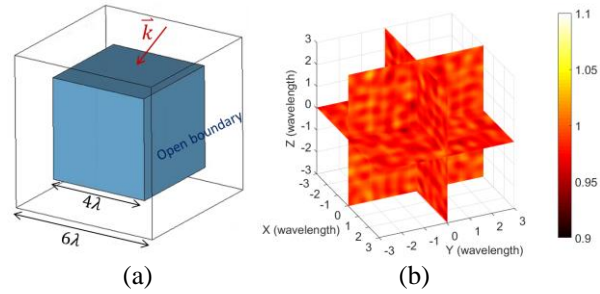 k⃗
Open boundary
4λ
6λ
(a)
3
2
1
0
-1
-2
-3
Z (wavelength)
-3
-2
-1
0
1
2
3
X (wavelength)
-3
-2
-1
0
1
2
3
Y (wavelength)
1.1
1.05
1
0.95
0.9
(b)